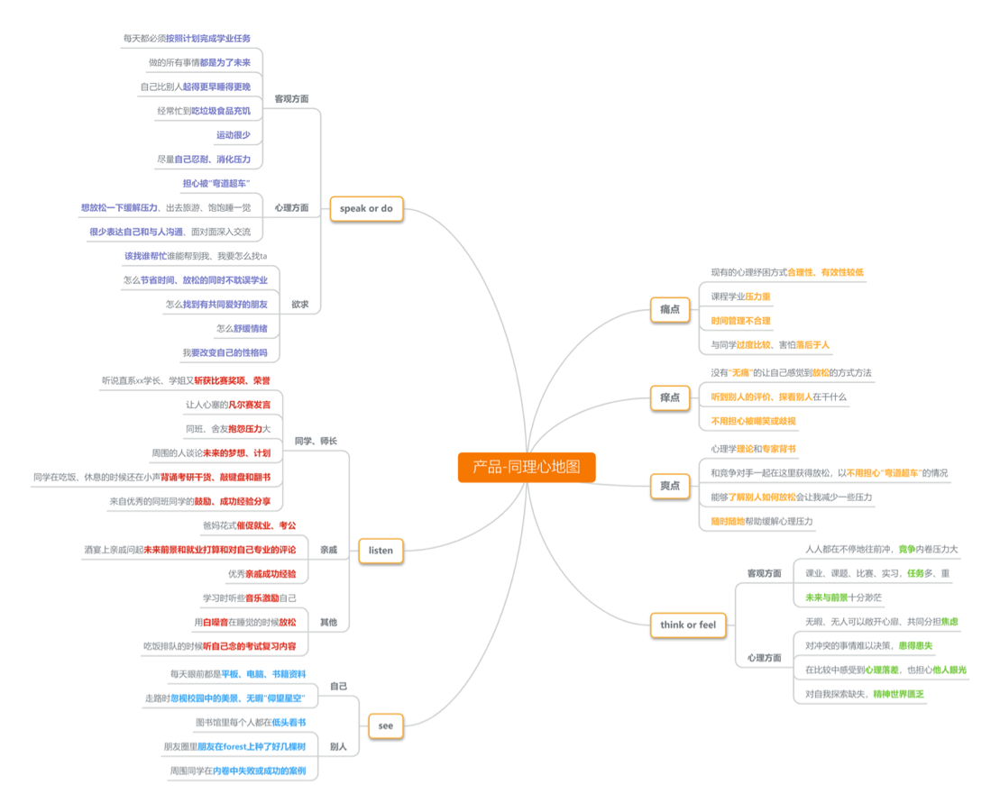 产品-同理心地图
speak or do
客观方面
每天都必须按照计划完成学业任务
做的所有事情都是为了未来
自己比别人起得更早睡得更晚
经常忙到吃垃圾食品充饥
运动很少
尽量自己忍耐、消化压力
心理方面
担心被“弯道超车”
想放松一下缓解压力、出去旅游、饱饱睡一觉
很少表达自己和与人沟通、面对面深入交流
欲求
该找谁帮忙谁能帮到我、我要怎么找ta
怎么节省时间、放松的同时不耽误学业
怎么找到有共同爱好的朋友
怎么舒缓情绪
我要改变自己的性格吗
listen
同学、师长
听说直系xx学长、学姐又斩获比赛奖项、荣誉
让人心塞的凡尔赛发言
同班、舍友抱怨压力大
周围的人谈论未来的梦想、计划
同学在吃饭、休息的时候还在小声背诵考研干货、敲键盘和翻书
来自优秀的同班同学的鼓励、成功经验分享
亲戚
爸妈花式催促就业、考公
酒宴上亲戚问起未来前景和就业打算和对自己专业的评论
优秀亲戚成功经验
其他
学习时听些音乐激励自己
用白噪音在睡觉的时候放松
吃饭排队的时候听自己念的考试复习内容
see
自己
每天眼前都是平板、电脑、书籍资料
走路时忽视校园中的美景、无暇“仰望星空”
别人
图书馆里每个人都在低头看书
朋友圈里朋友在forest上种了好几棵树
周围同学在内卷中失败或成功的案例
痛点
现有的心理纾困方式合理性、有效性较低
课程学业压力重
时间管理不合理
与同学过度比较、害怕落后于人
痒点
没有“无痛”的让自己感觉到放松的方式方法
听到别人的评价、探看别人在干什么
不用担心被嘲笑或歧视
爽点
心理学理论和专家背书
和竞争对手一起在这里获得放松，以不用担心“弯道超车”的情况
能够了解别人如何放松会让我减少一些压力
随时随地帮助缓解心理压力
think or feel
客观方面
人人都在不停地往前冲，竞争内卷压力大
课业、课题、比赛、实习，任务多、重
未来与前景十分渺茫
心理方面
无暇、无人可以敞开心扉、共同分担焦虑
对冲突的事情难以决策，患得患失
在比较中感受到心理落差，也担心他人眼光
对自我探索缺失，精神世界匮乏